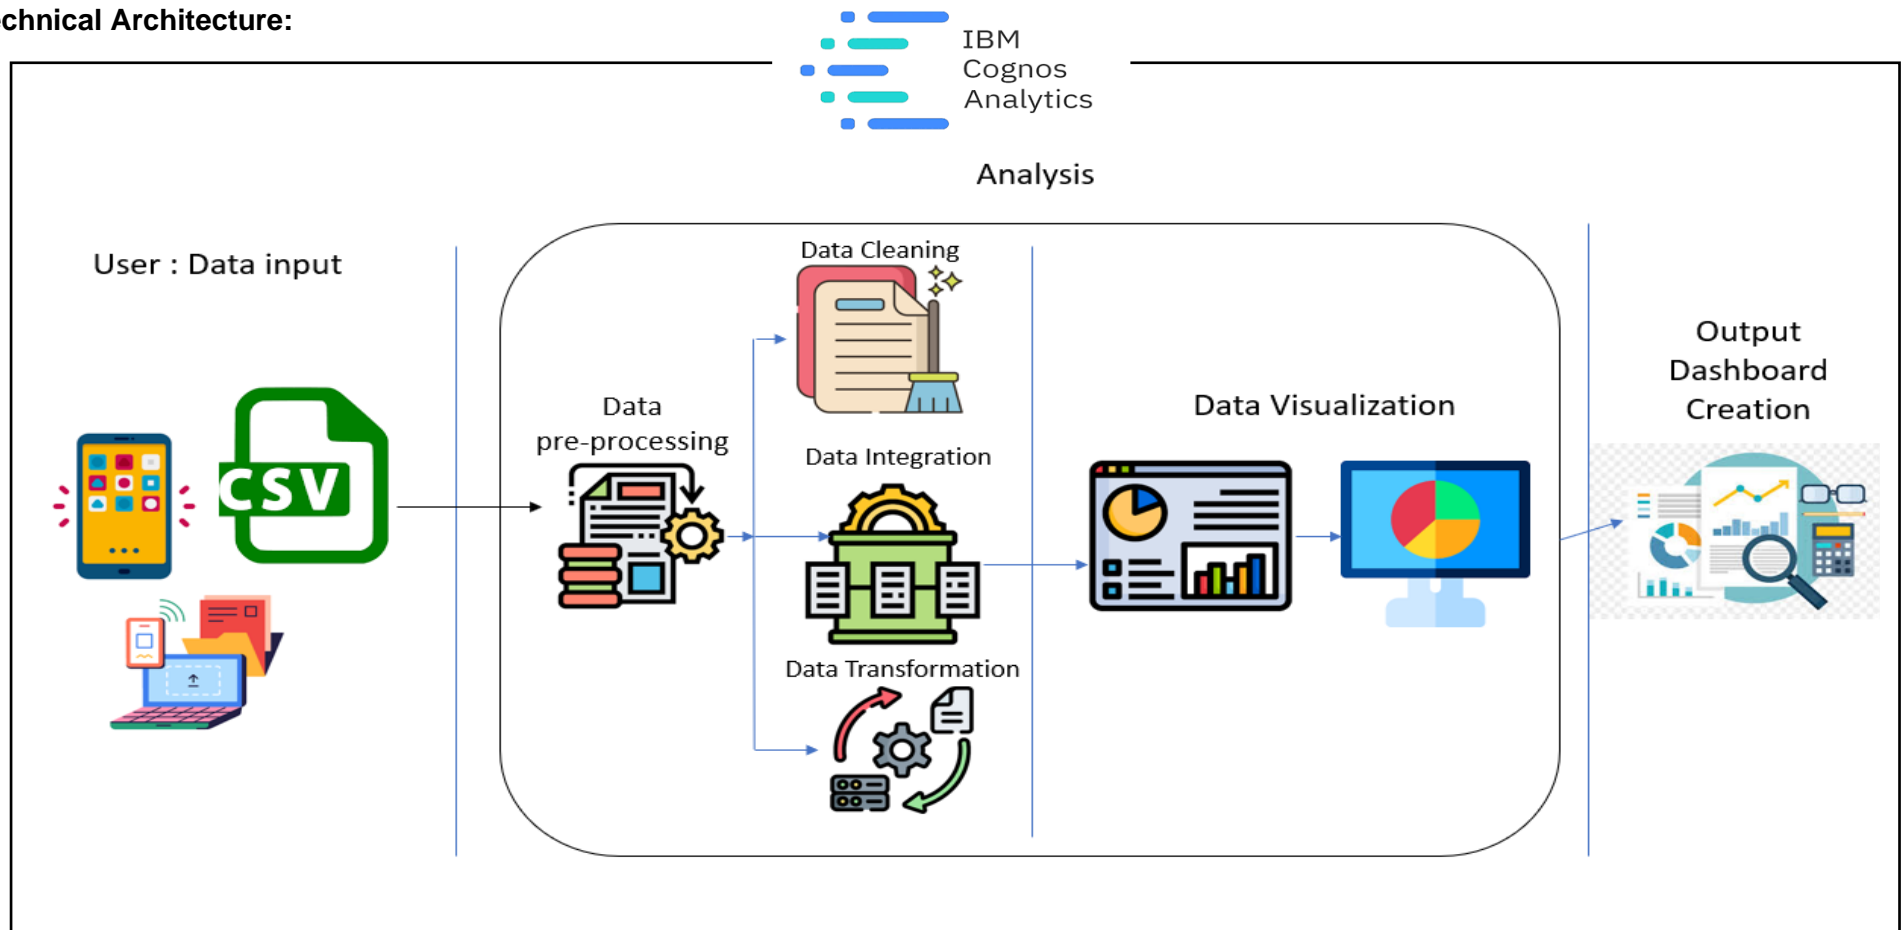 echnical Architecture:
IBM
Cognos
Analytics
Analysis
User : Data input
CSV
Data
pre-processing
Data Cleaning
Data Integration
Data Transformation
Data Visualization
Output
Dashboard
Creation